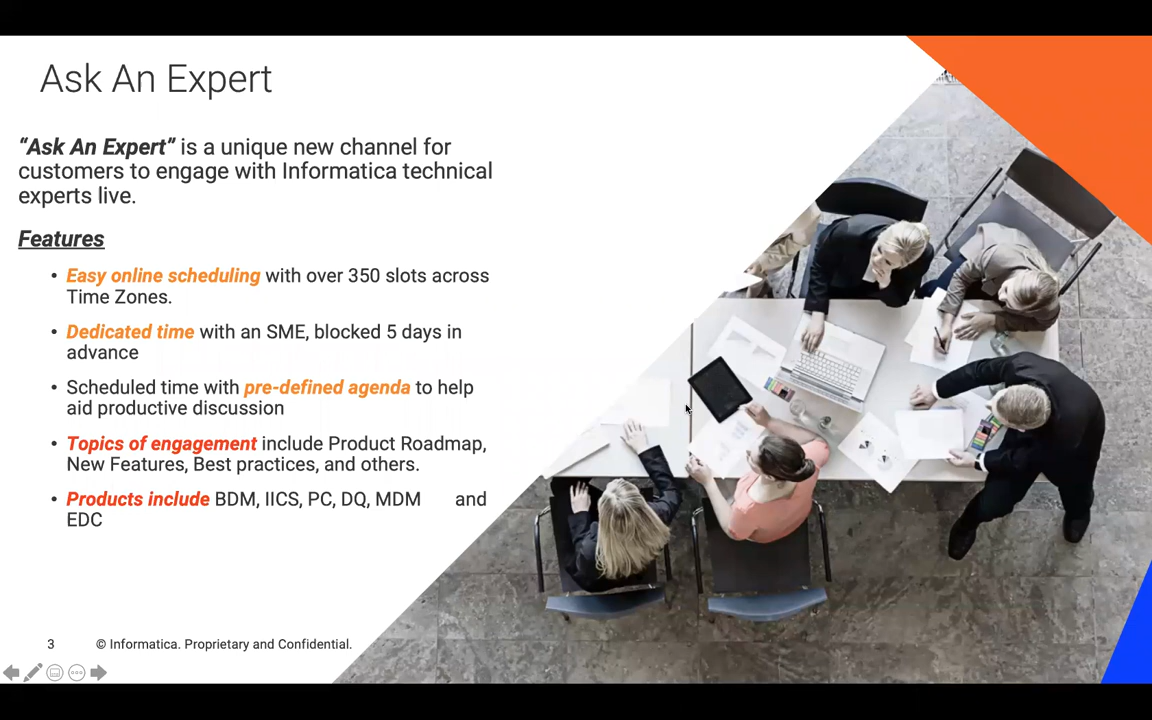 Ask An Expert
“Ask An Expert” is a unique new channel for
customers to engage with Informatica technical
experts live.
Features
• Easy online scheduling with over 350 slots across
Time Zones.
• Dedicated time with an SME, blocked 5 days in
advance
• Scheduled time with pre-defined agenda to help
aid productive discussion
• Topics of engagement include Product Roadmap,
New Features, Best practices, and others.
• Products include BDM, IICS, PC, DQ, MDM and
EDC
3 © Informatica. Proprietary and Confidential.